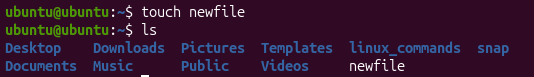 ubuntu@ubuntu:~$ touch newfile
ubuntu@ubuntu:~$ ls
Desktop Downloads Pictures Templates linux_commands snap
Documents Music Public Videos newfile